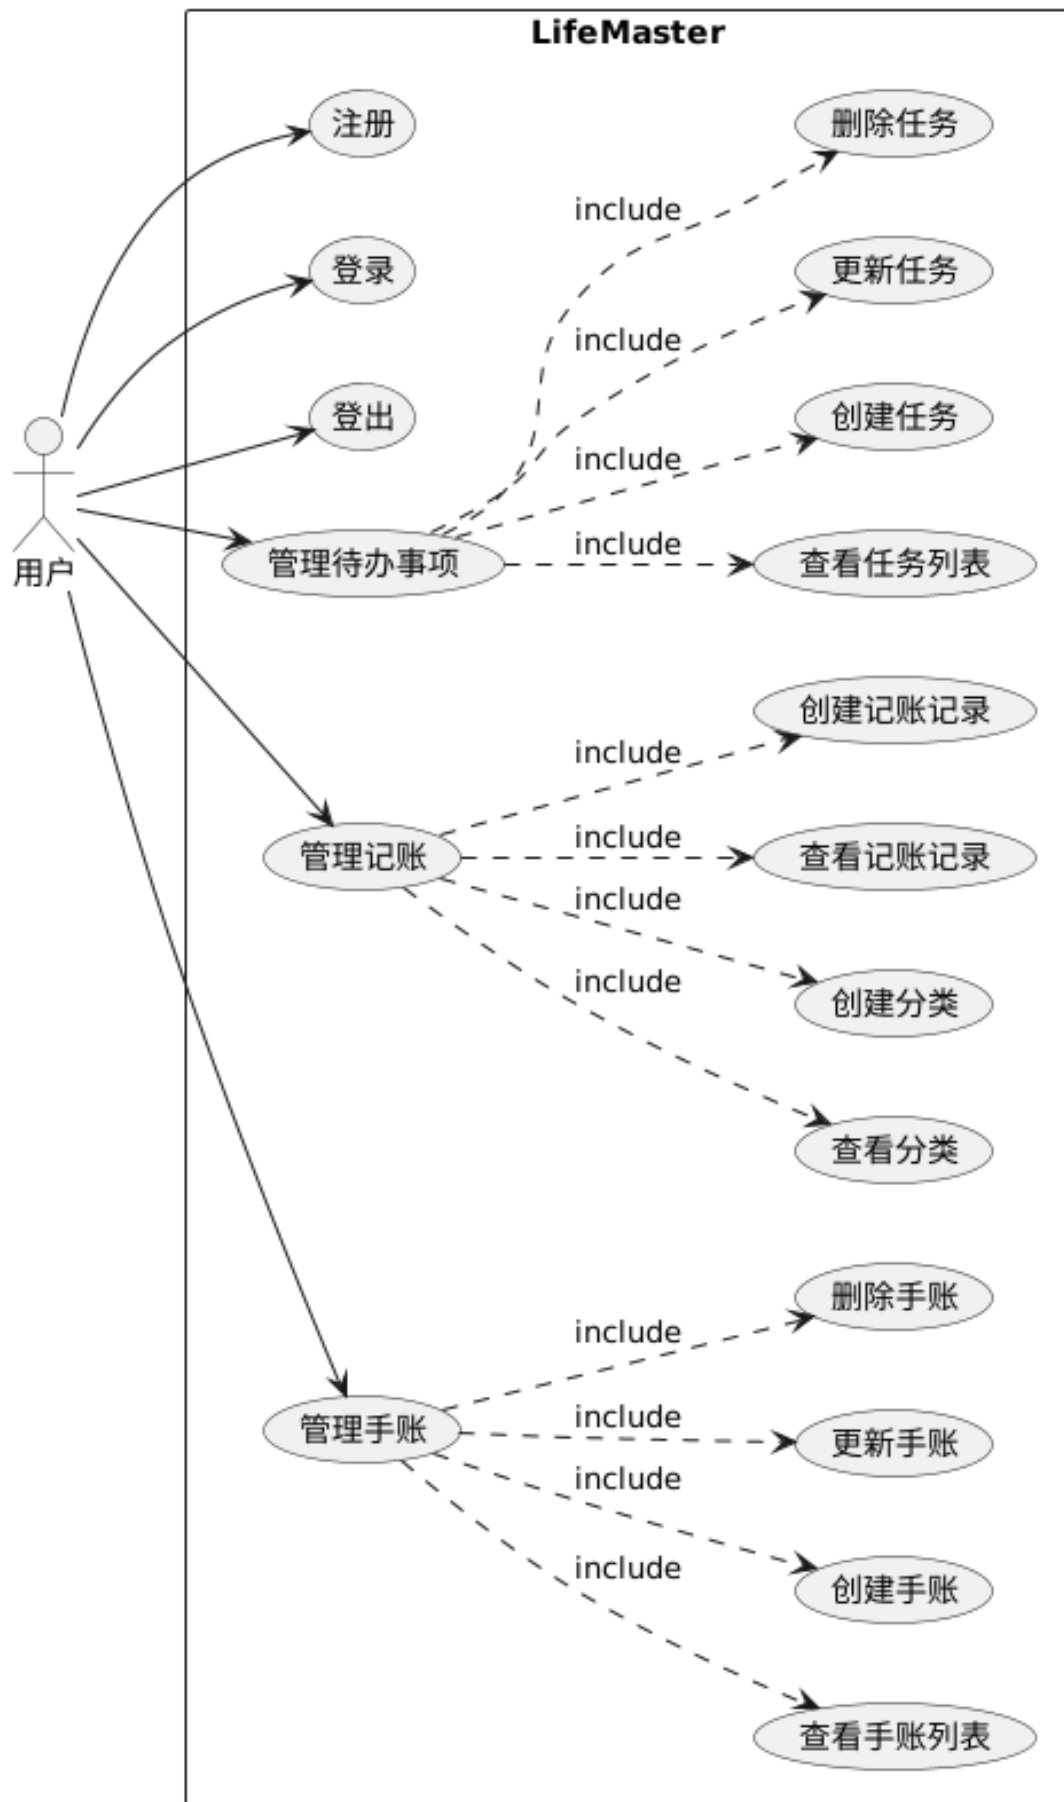 LifeMaster
注册
删除任务
include
登录
更新任务
include
登出
创建任务
include
用户
管理待办事项
include
查看任务列表
创建记账记录
include
管理记账
include
查看记账记录
include
include
创建分类
查看分类
删除手账
include
管理手账
include
更新手账
include
include
创建手账
查看手账列表